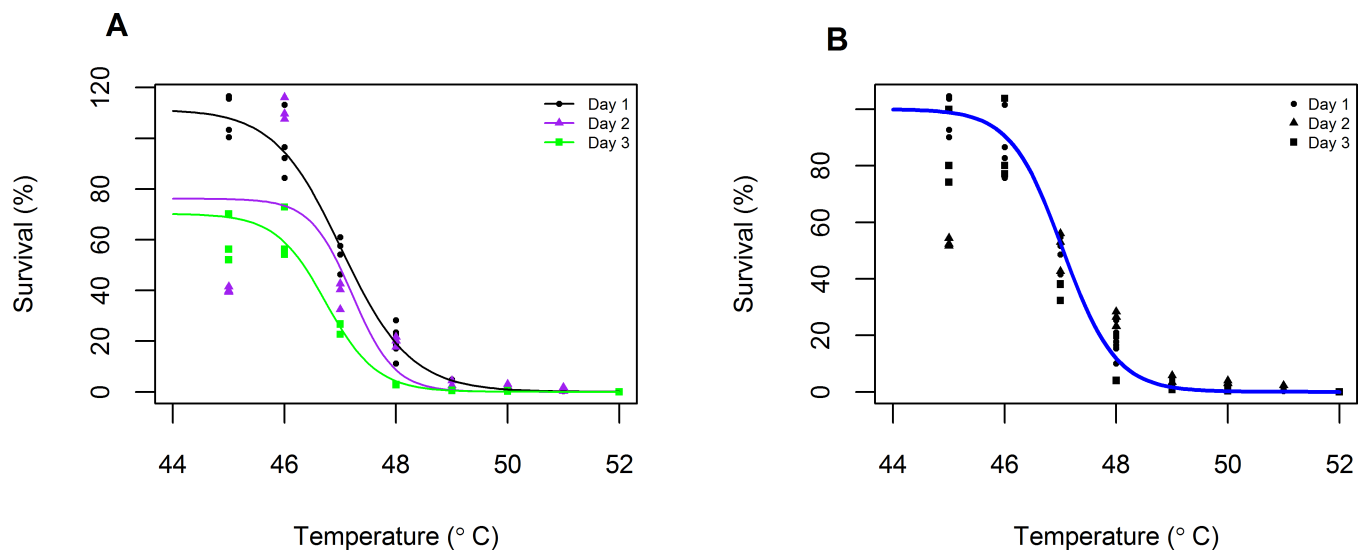 A
Survival (%)
120
80
60
40
20
0
44 46 48 50 52
Temperature (° C)
Day 1
Day 2
Day 3
B
Survival (%)
80
60
40
20
0
44 46 48 50 52
Temperature (° C)
Day 1
Day 2
Day 3